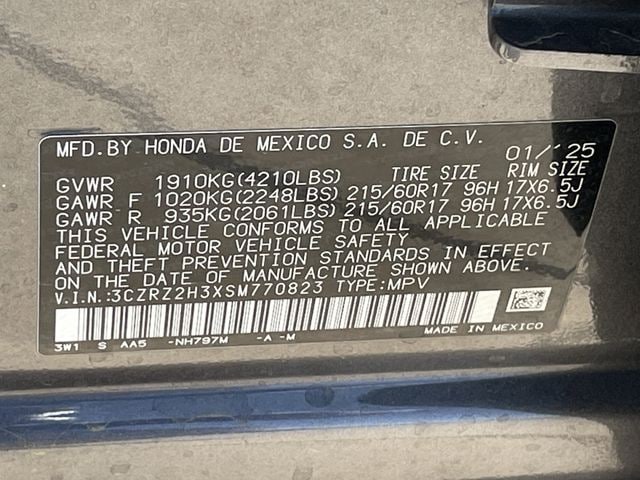 MFD. BY HONDA DE MEXICO S.A. DE C.V. 01/'25
GVWR 1910KG(4210LBS) TIRE SIZE RIM SIZE
GAWR F 1020KG(2248LBS) 215/60R17 96H 17X6.5J
GAWR R 935KG(2061LBS) 215/60R17 96H 17X6.5J
THIS VEHICLE CONFORMS TO ALL APPLICABLE
FEDERAL MOTOR VEHICLE SAFETY
AND THEFT PREVENTION STANDARDS IN EFFECT
ON THE DATE OF MANUFACTURE SHOWN ABOVE.
V.I.N.:3CZRZ2H3XSM770823 TYPE:MPV
3W1 S AA5 -NH797M -A -M MADE IN MEXICO